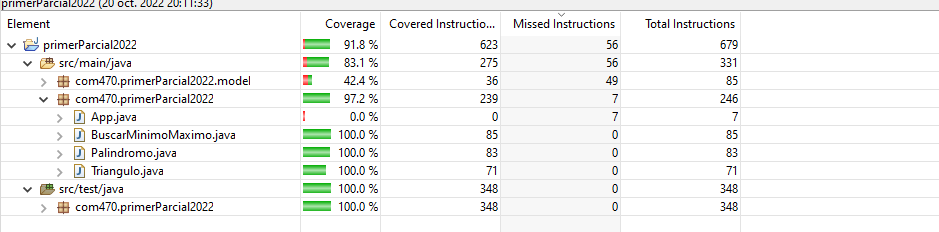 primerParcial2022 (20 oct. 2022 20:11:33)
Element Coverage Covered Instructio... Missed Instructions Total Instructions
primerParcial2022 91.8 % 623 56 679
src/main/java 83.1 % 275 56 331
com470.primerParcial2022.model 42.4 % 36 49 85
com470.primerParcial2022 97.2 % 239 7 246
App.java 0.0 % 0 7 7
BuscarMinimoMaximo.java 100.0 % 85 0 85
Palindromo.java 100.0 % 83 0 83
Triangulo.java 100.0 % 71 0 71
src/test/java 100.0 % 348 0 348
com470.primerParcial2022 100.0 % 348 0 348